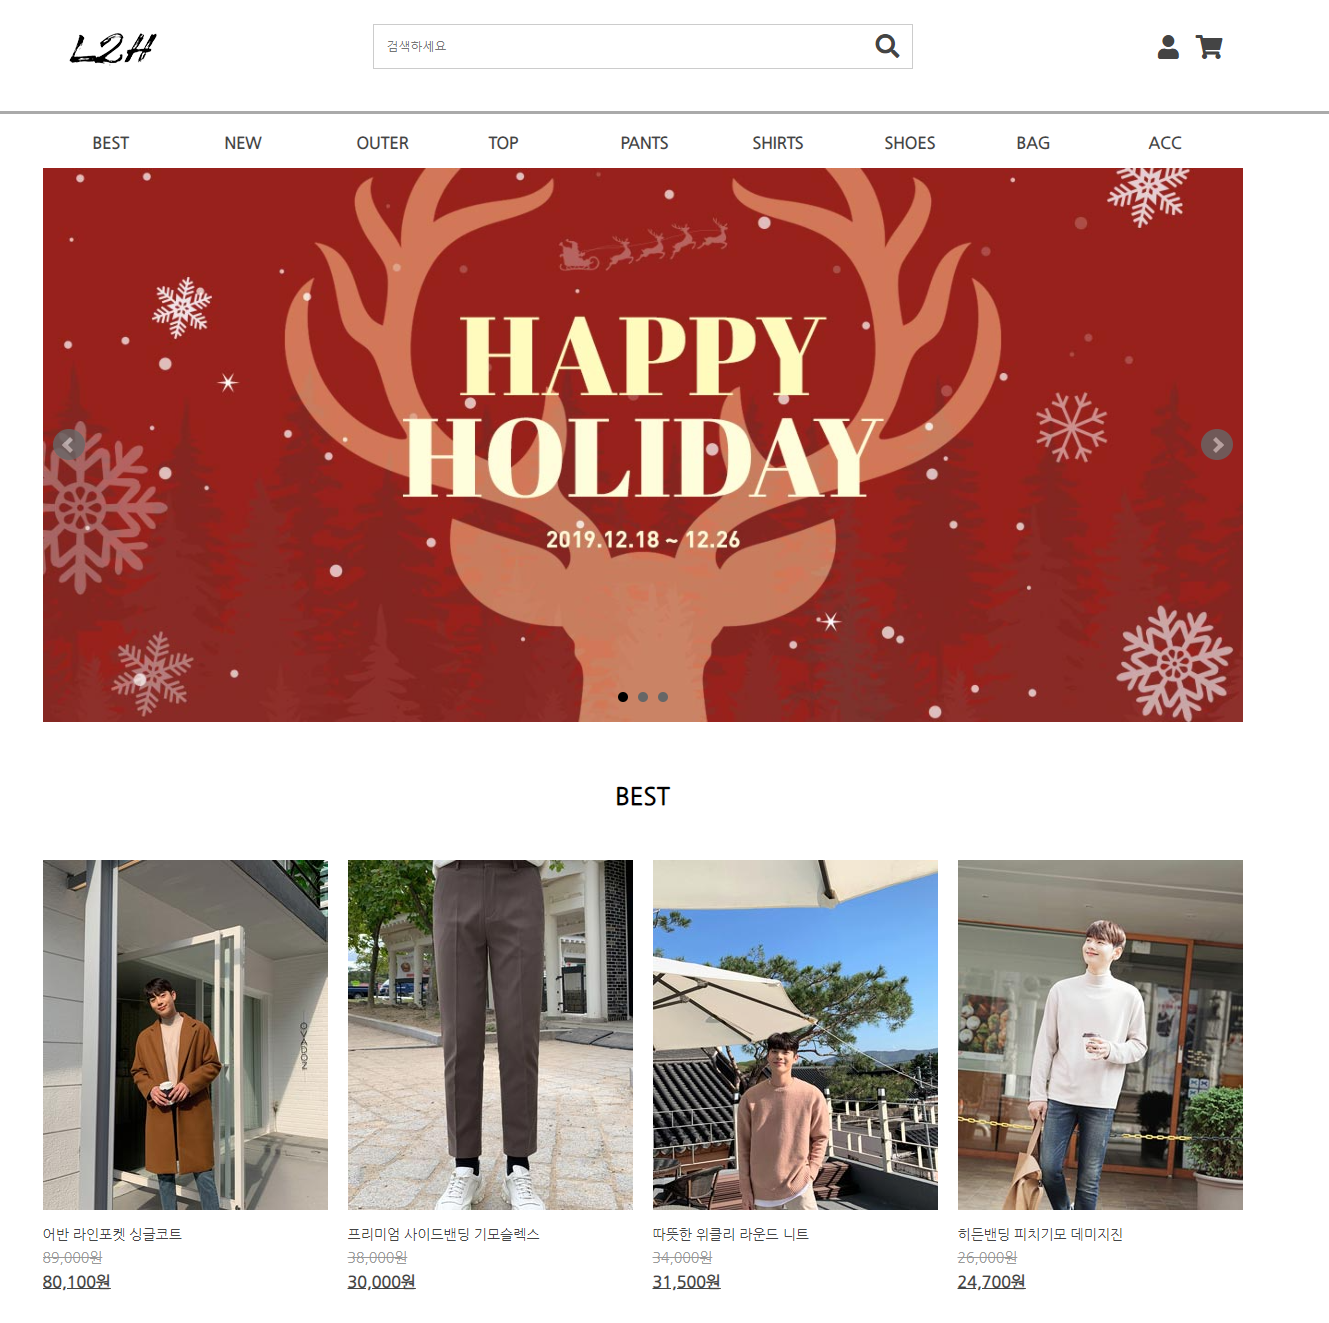 L2H
검색하세요
BEST NEW OUTER TOP PANTS SHIRTS SHOES BAG ACC
HAPPY
HOLIDAY
2019.12.18 ~ 12.26
BEST
OVADOZ
어반 라인포켓 싱글코트
89,000원
80,100원
프리미엄 사이드밴딩 기모슬렉스
38,000원
30,000원
따뜻한 위클리 라운드 니트
34,000원
31,500원
히든밴딩 피치기모 데미지진
26,000원
24,700원